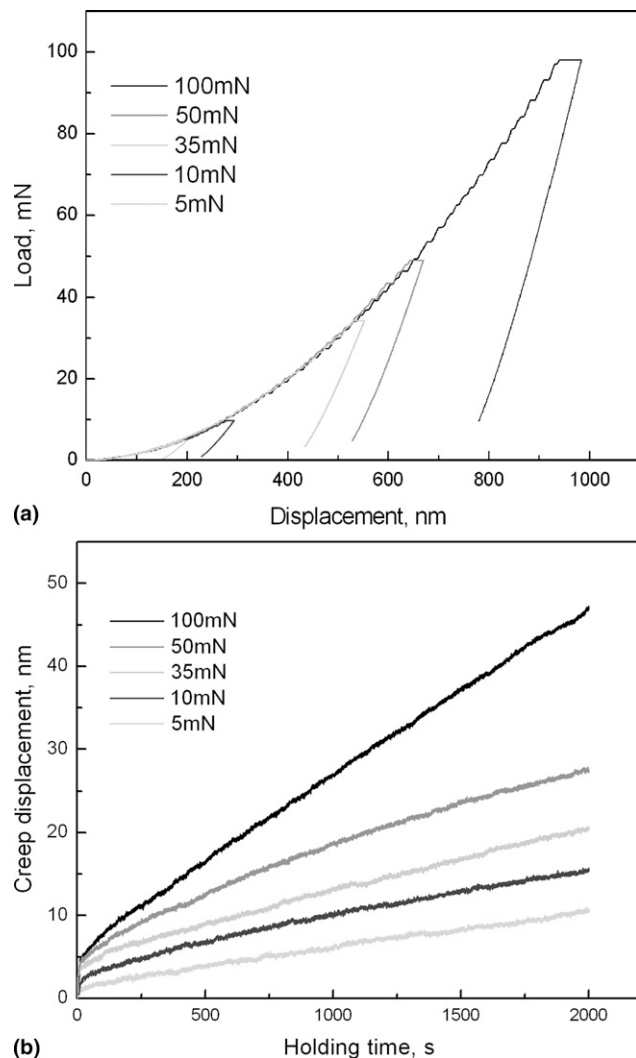 100
80
60
40
20
0
Load, mN
100mN
50mN
35mN
10mN
5mN
0 200 400 600 800 1000
(a)
Displacement, nm
50
40
30
20
10
0
Creep displacement, nm
100mN
50mN
35mN
10mN
5mN
0 500 1000 1500 2000
(b)
Holding time, s